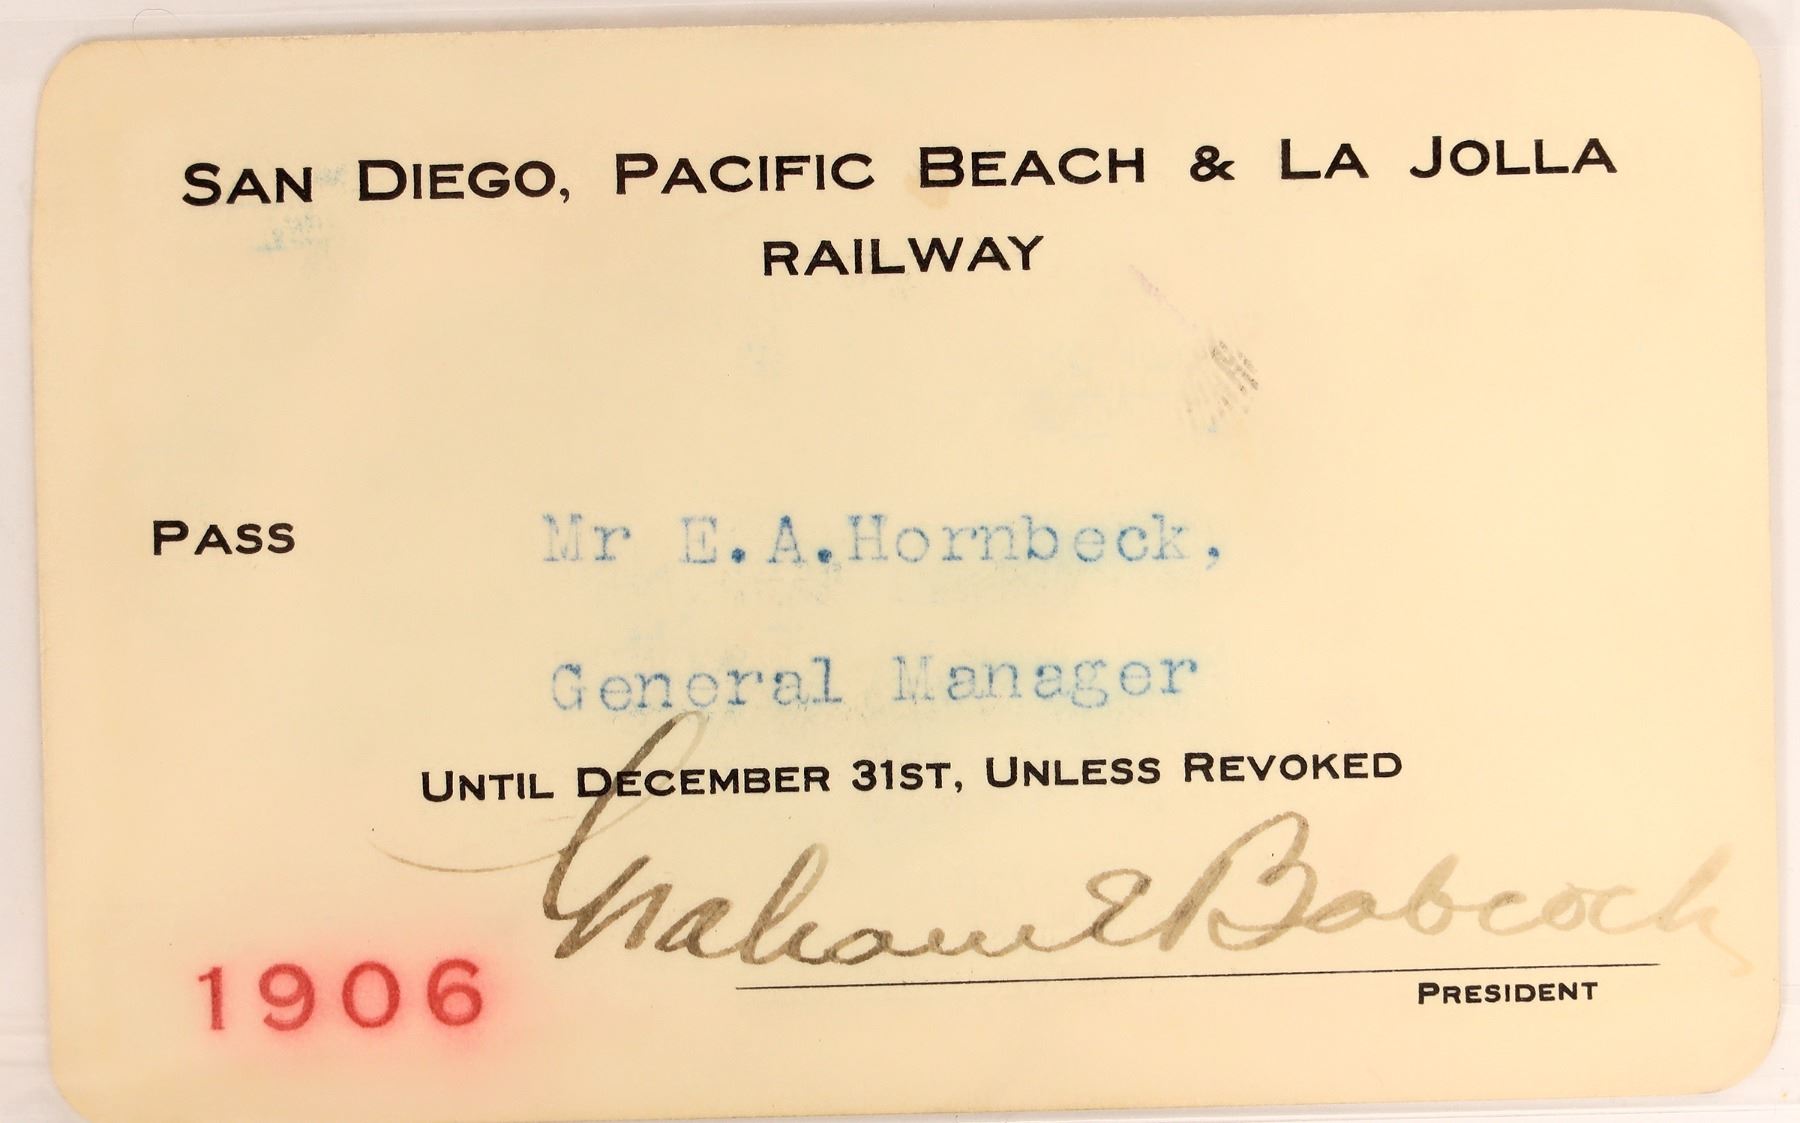 SAN DIEGO, PACIFIC BEACH & LA JOLLA
RAILWAY
PASS Mr E.A.Hornbeck,
General Manager
UNTIL DECEMBER 31ST, UNLESS REVOKED
Graham E Babcock
1906
PRESIDENT